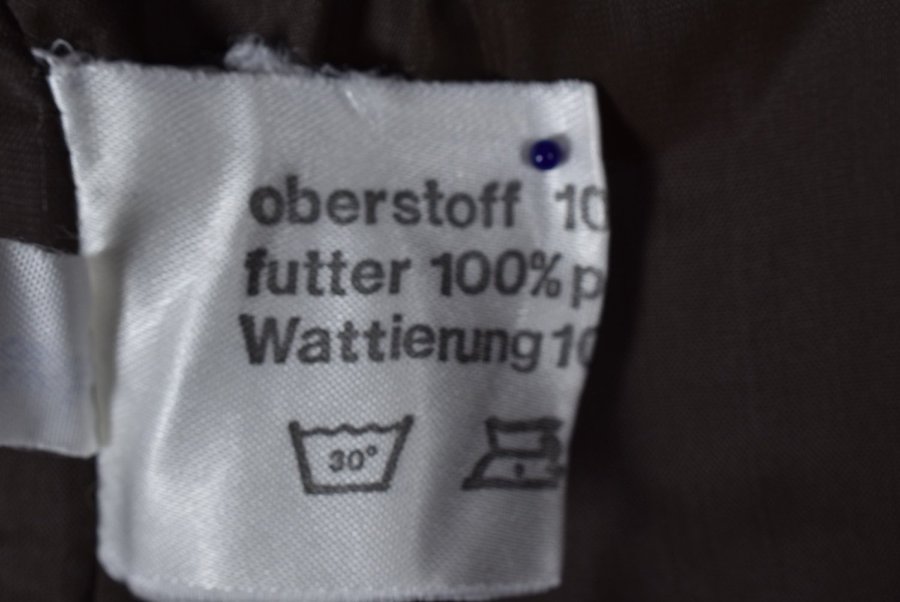 oberstoff 10
futter 100% p
Wattierung 10
30°